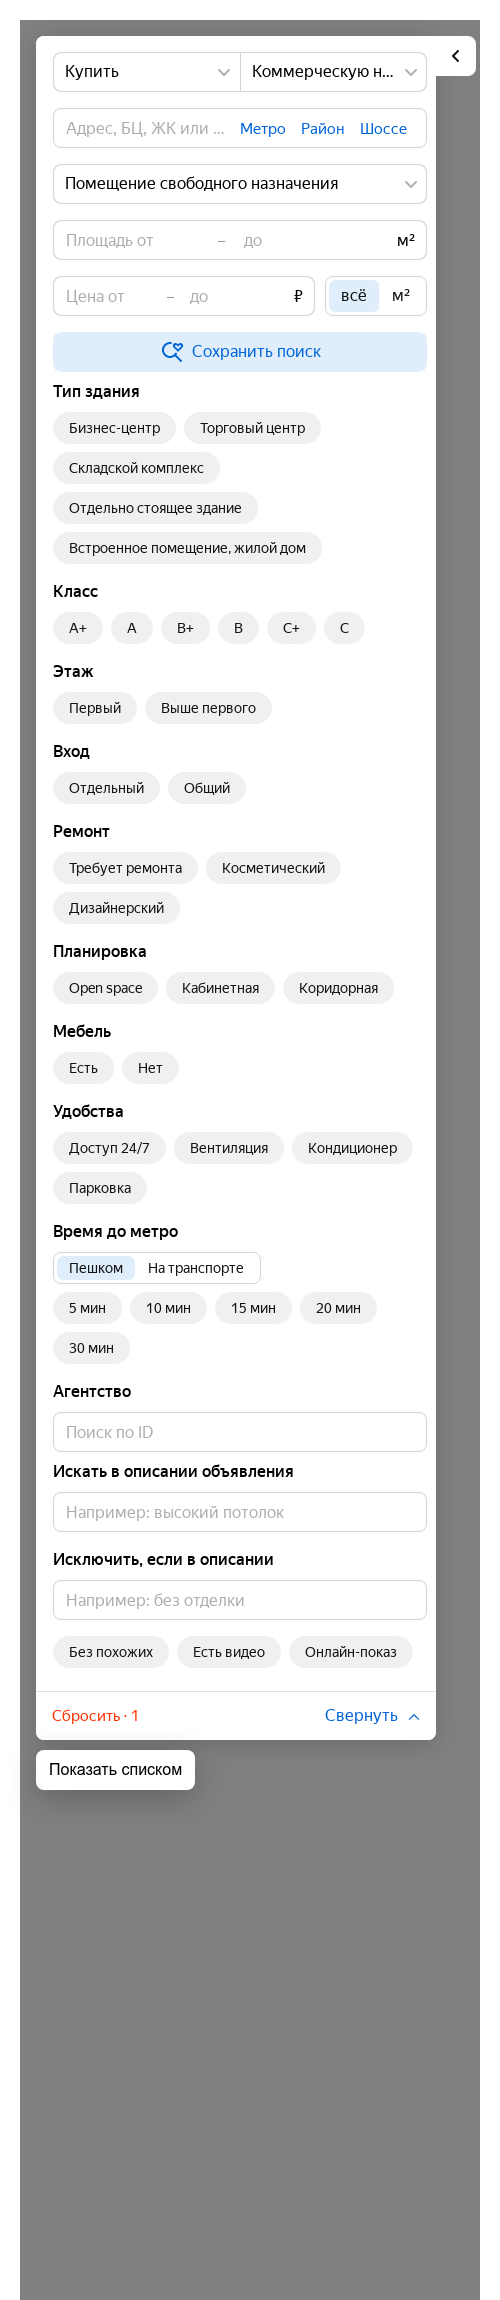 Купить Коммерческую н...
Адрес, БЦ, ЖК или ... Метро Район Шоссе
Помещение свободного назначения
Площадь от – до м²
Цена от – до ₽ всё м²
Сохранить поиск
Тип здания
Бизнес-центр Торговый центр
Складской комплекс
Отдельно стоящее здание
Встроенное помещение, жилой дом
Класс
A+ A B+ B C+ C
Этаж
Первый Выше первого
Вход
Отдельный Общий
Ремонт
Требует ремонта Косметический
Дизайнерский
Планировка
Open space Кабинетная Коридорная
Мебель
Есть Нет
Удобства
Доступ 24/7 Вентиляция Кондиционер
Парковка
Время до метро
Пешком На транспорте
5 мин 10 мин 15 мин 20 мин
30 мин
Агентство
Поиск по ID
Искать в описании объявления
Например: высокий потолок
Исключить, если в описании
Например: без отделки
Без похожих Есть видео Онлайн-показ
Сбросить · 1 Свернуть
Показать списком